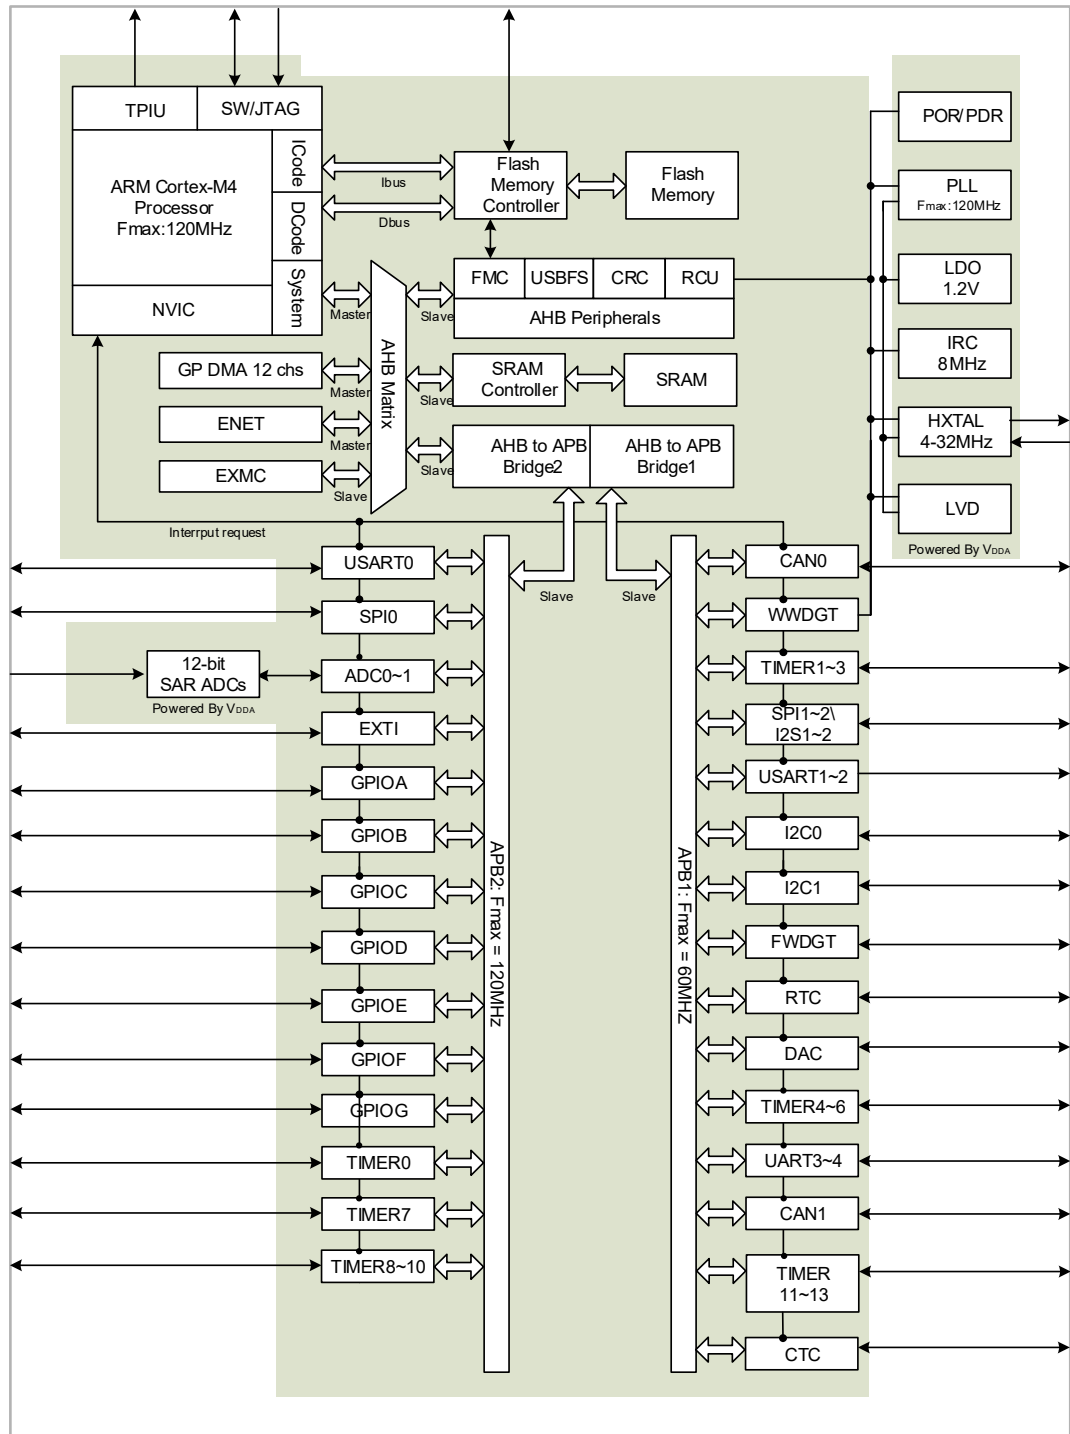 TPIU
SW/JTAG
ARM Cortex-M4
Processor
Fmax:120MHz
ICode
DCode
System
NVIC
Ibus
Dbus
Flash
Memory
Controller
Flash
Memory
FMC
USBFS
CRC
RCU
AHB Peripherals
Master
Slave
AHB Matrix
GP DMA 12 chs
Master
Slave
SRAM
Controller
SRAM
ENET
Master
EXMC
Slave
Slave
AHB to APB
Bridge2
AHB to APB
Bridge1
POR/PDR
PLL
Fmax:120MHz
LDO
1.2V
IRC
8MHz
HXTAL
4-32MHz
LVD
Powered By VDDA
Interrput request
Slave
Slave
USART0
SPI0
12-bit
SAR ADCs
Powered By VDDA
ADC0~1
EXTI
GPIOA
GPIOB
GPIOC
GPIOD
GPIOE
GPIOF
GPIOG
TIMER0
TIMER7
TIMER8~10
APB2: Fmax = 120MHz
APB1: Fmax = 60MHZ
CAN0
WWDGT
TIMER1~3
SPI1~2\
I2S1~2
USART1~2
I2C0
I2C1
FWDGT
RTC
DAC
TIMER4~6
UART3~4
CAN1
TIMER
11~13
CTC